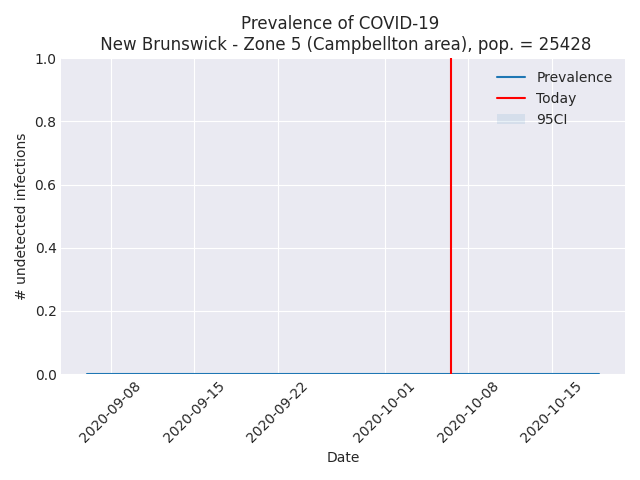 Prevalence of COVID-19
New Brunswick - Zone 5 (Campbellton area), pop. = 25428
Prevalence
Today
95CI
1.0
0.8
0.6
0.4
0.2
0.0
# undetected infections
2020-09-08
2020-09-15
2020-09-22
2020-10-01
2020-10-08
2020-10-15
Date